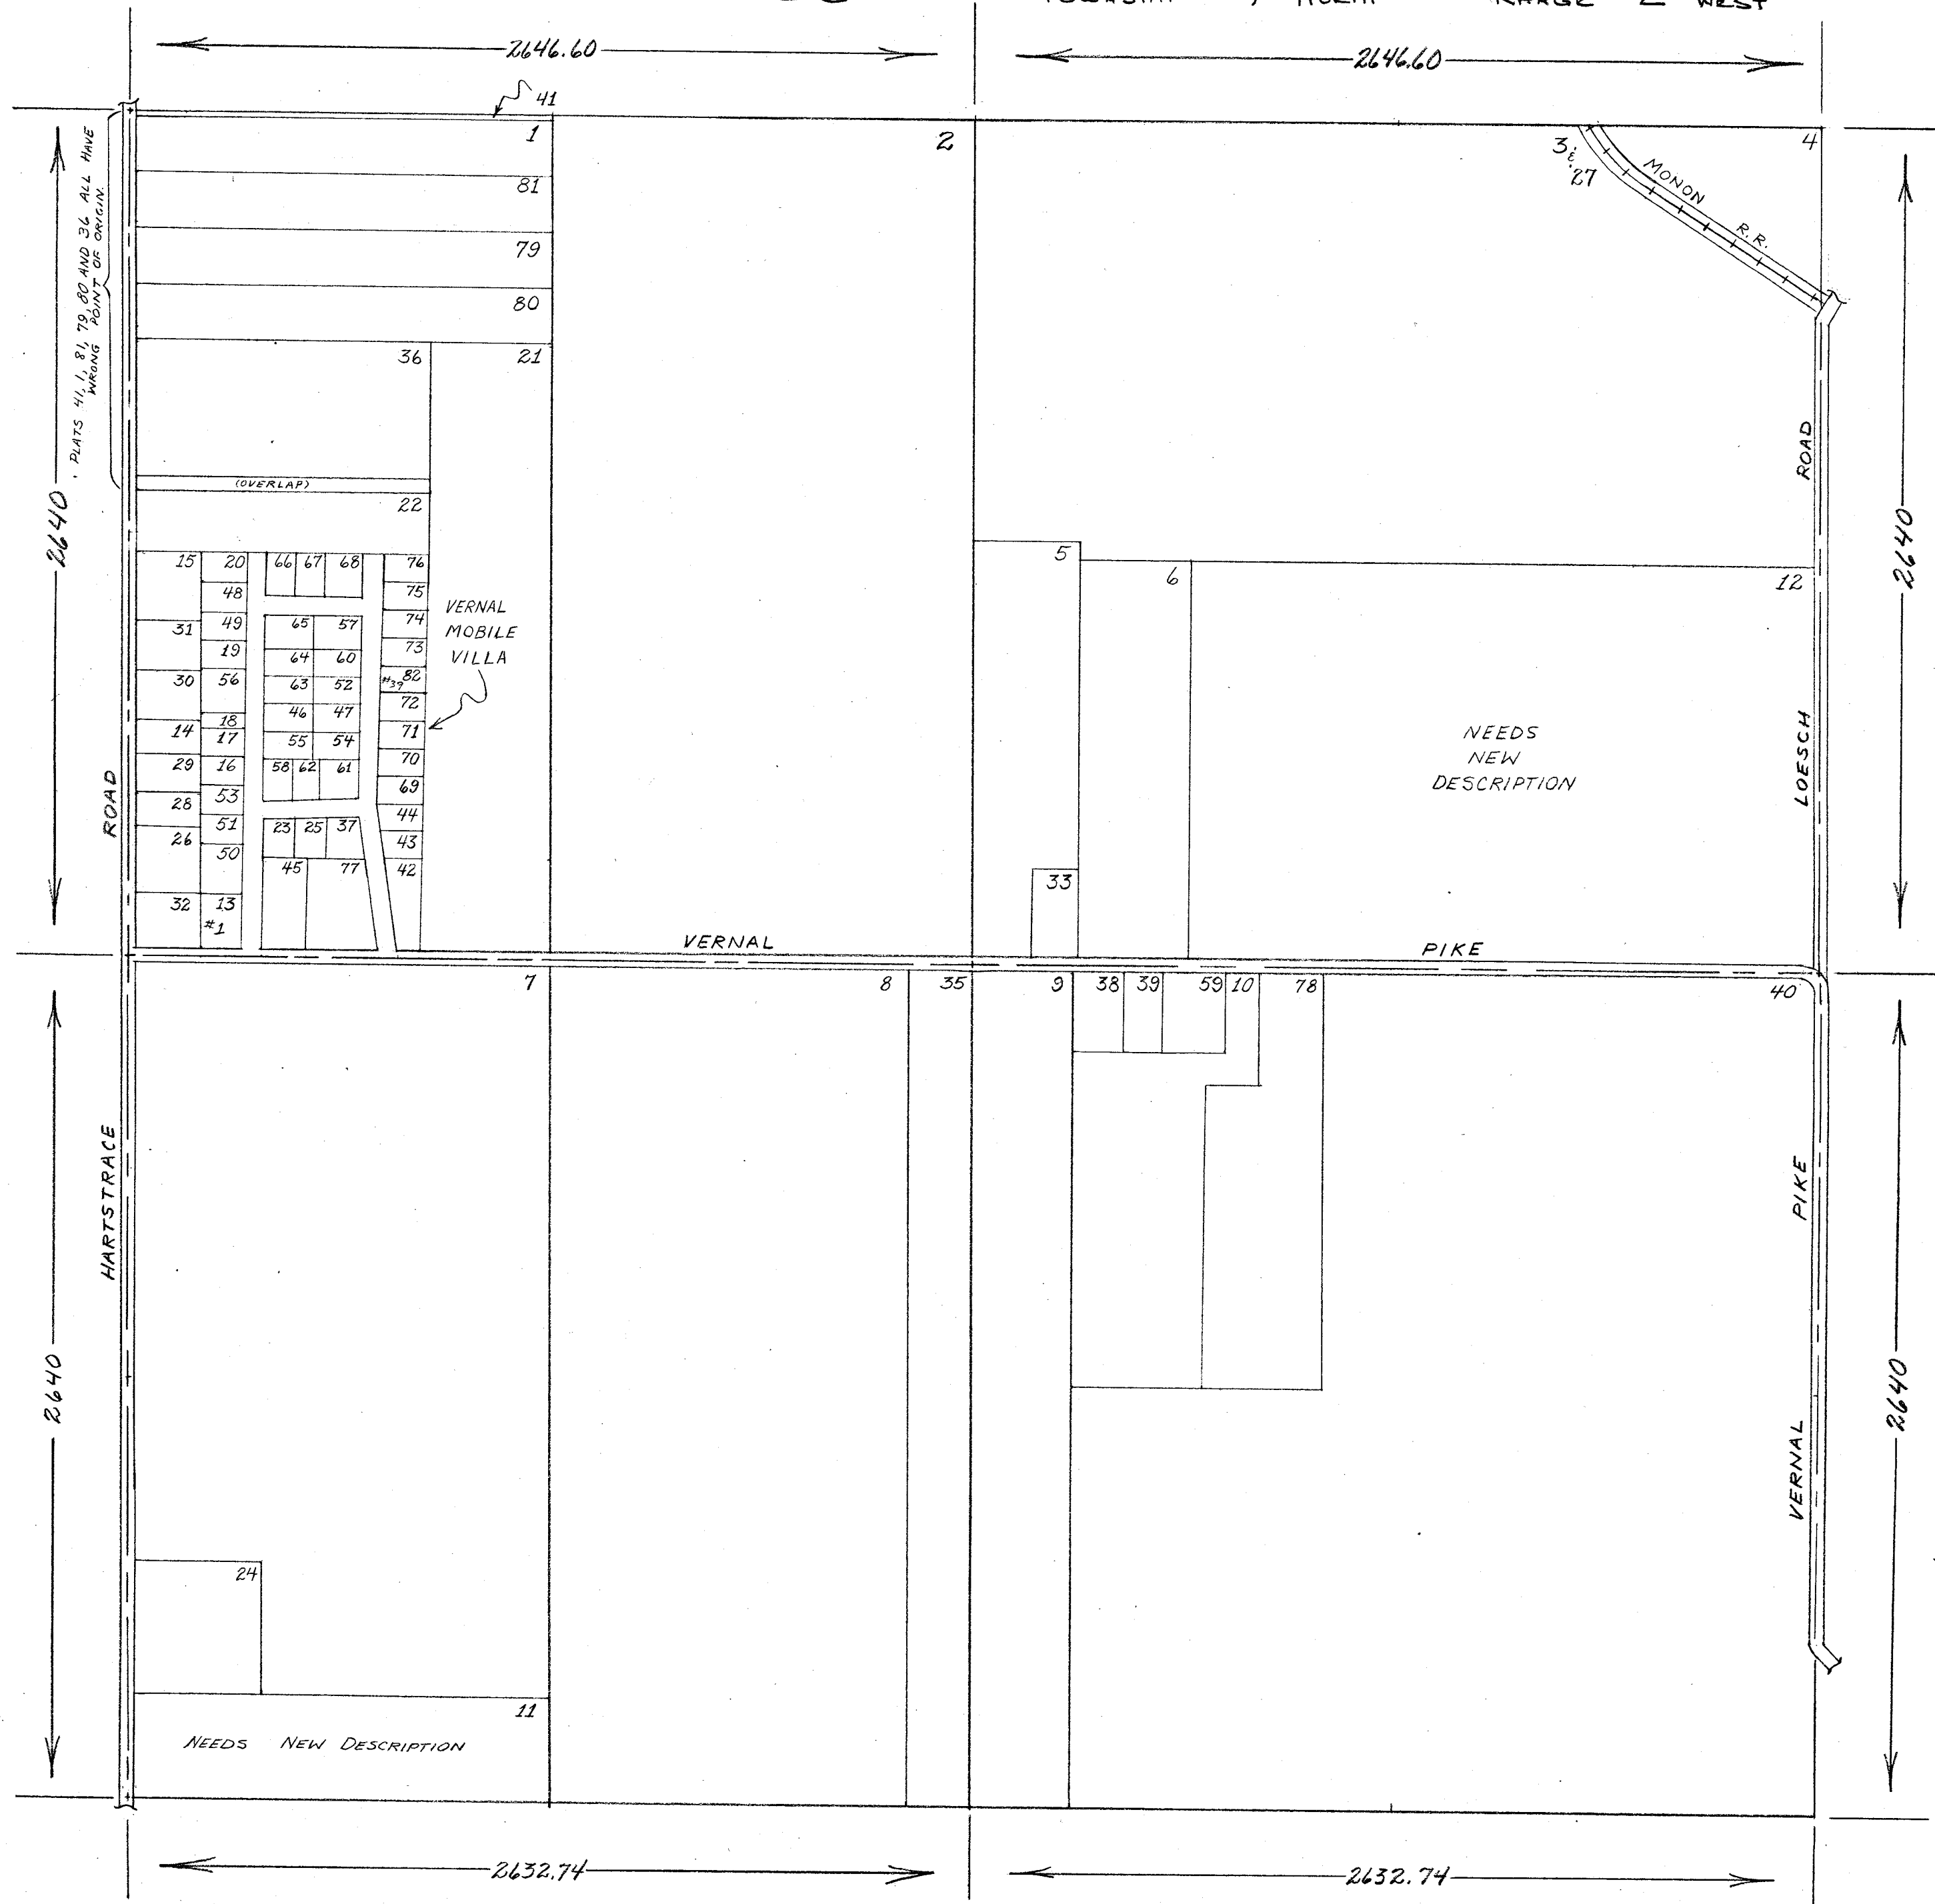 NORTH RANGE 2 WEST
2646.60
2646.60
41
1
2
3 & 27
4
MONON R.R.
81
79
80
36
21
PLATS 41, 1, 81, 79, 80 AND 36 ALL HAVE
WRONG POINT OF ORIGIN.
2640
2640
(OVERLAP)
22
ROAD
15 20 66 67 68 76
48 75
31 49 65 57 74
19 64 60 73
30 56 63 52 #39 82
46 47 72
14 18
17 55 54 71
29 16 58 62 61 70
53 69
28 51 23 25 37 44
26 50 43
45 77 42
32 13
#1
VERNAL
MOBILE
VILLA
5
6
12
33
NEEDS
NEW
DESCRIPTION
LOESCH
ROAD
VERNAL PIKE
7 8 35 9 38 39 59 10 78 40
HARTSTRACE
PIKE
2640
2640
VERNAL
24
11
NEEDS NEW DESCRIPTION
2632.74
2632.74